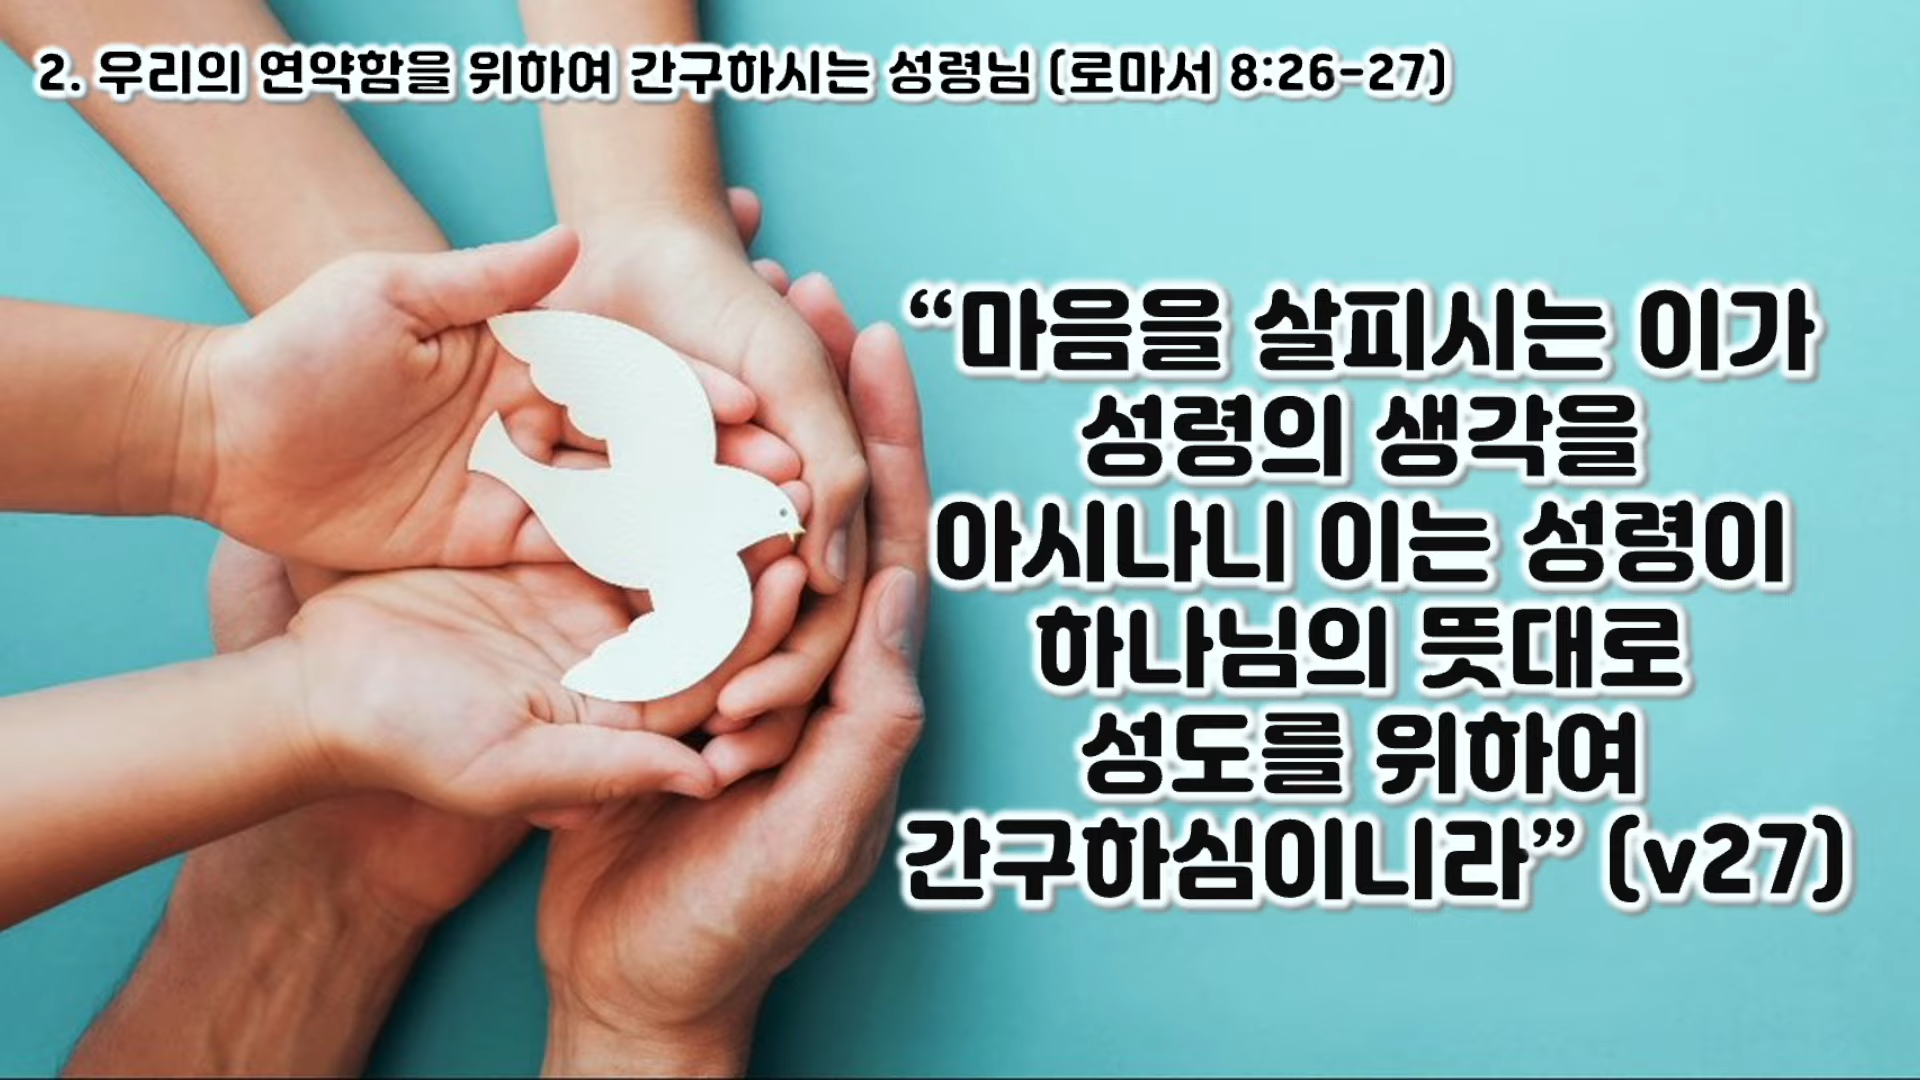 2. 우리의 연약함을 위하여 간구하시는 성령님 (로마서 8:26-27)
“마음을 살피시는 이가
성령의 생각을
아시나니 이는 성령이
하나님의 뜻대로
성도를 위하여
간구하심이니라” (v27)